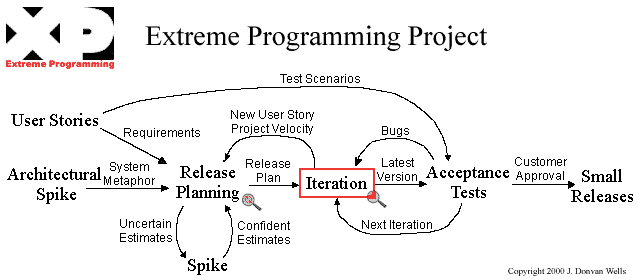 XP
Extreme Programming
Extreme Programming Project
Test Scenarios
User Stories
Requirements
New User Story
Project Velocity
Bugs
Architectural
Spike
System
Metaphor
Release
Planning
Release
Plan
Iteration
Latest
Version
Acceptance
Tests
Customer
Approval
Small
Releases
Uncertain
Estimates
Confident
Estimates
Next Iteration
Spike
Copyright 2000 J. Donvan Wells